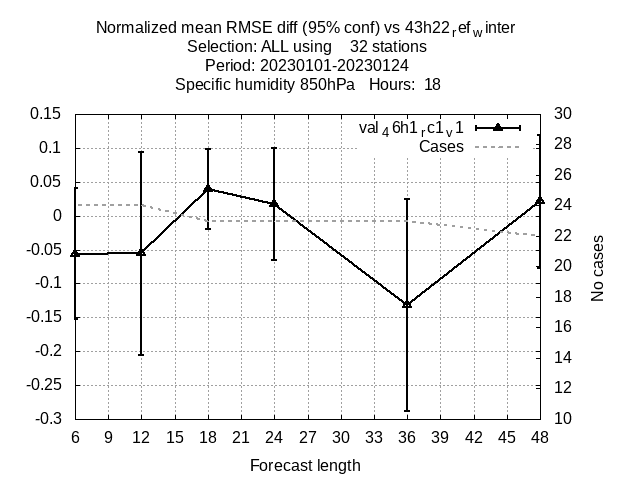 Normalized mean RMSE diff (95% conf) vs 43h22ref winter
Selection: ALL using 32 stations
Period: 20230101-20230124
Specific humidity 850hPa Hours: 18
0.15 30
val46h1rc1v1
0.1 28
Cases
26
0.05
24
0
22
-0.05
No cases
20
-0.1 18
-0.15 16
-0.2 14
-0.25 12
-0.3 10
6 9 12 15 18 21 24 27 30 33 36 39 42 45 48
Forecast length